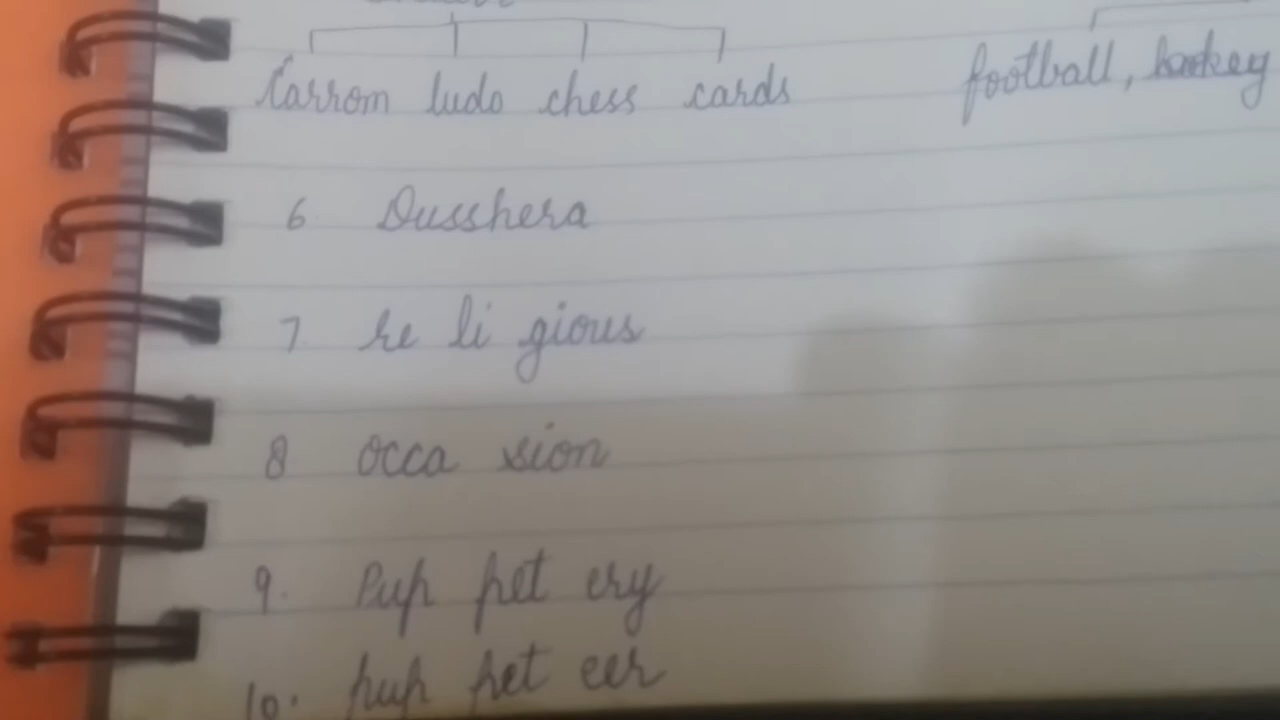 Carrom ludo chess cards football, hockey
6 Dusshera
7 re li gious
8 occa sion
9. Pup pet ery
10. pup pet eer